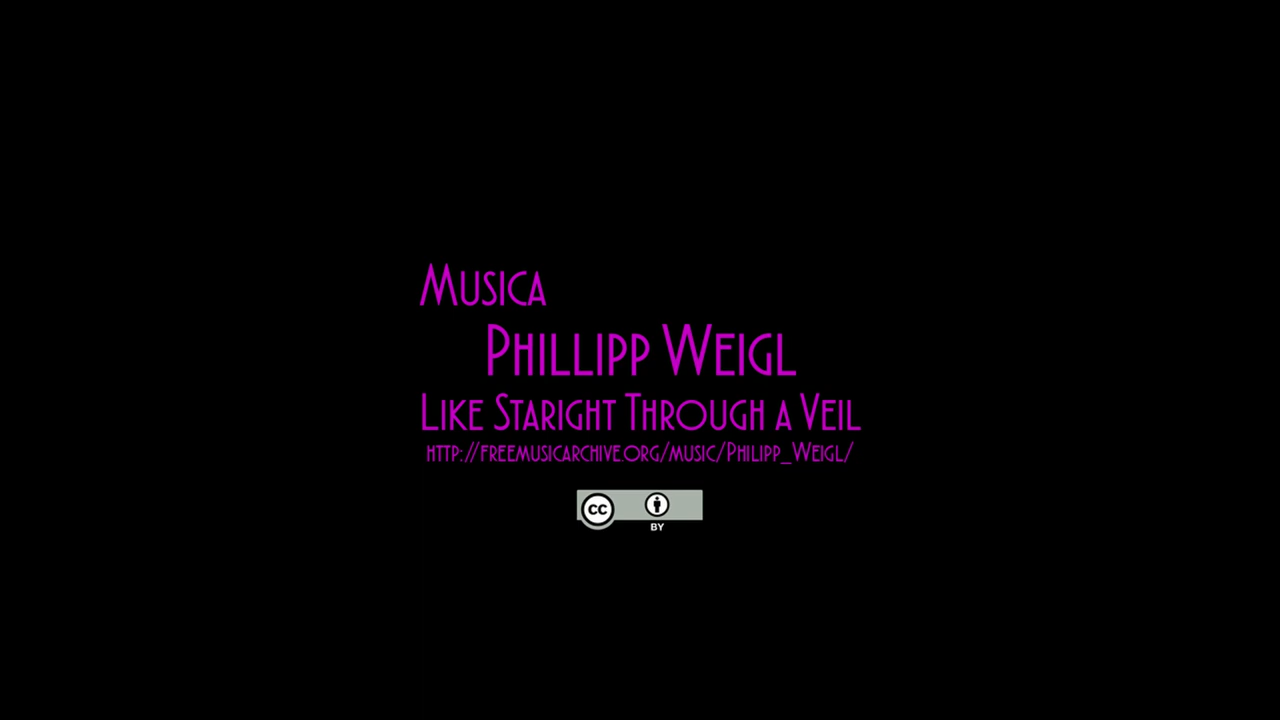 Musica
Phillipp Weigl
Like Staright Through a Veil
http://freemusicarchive.org/music/Philipp_Weigl/
cc
BY